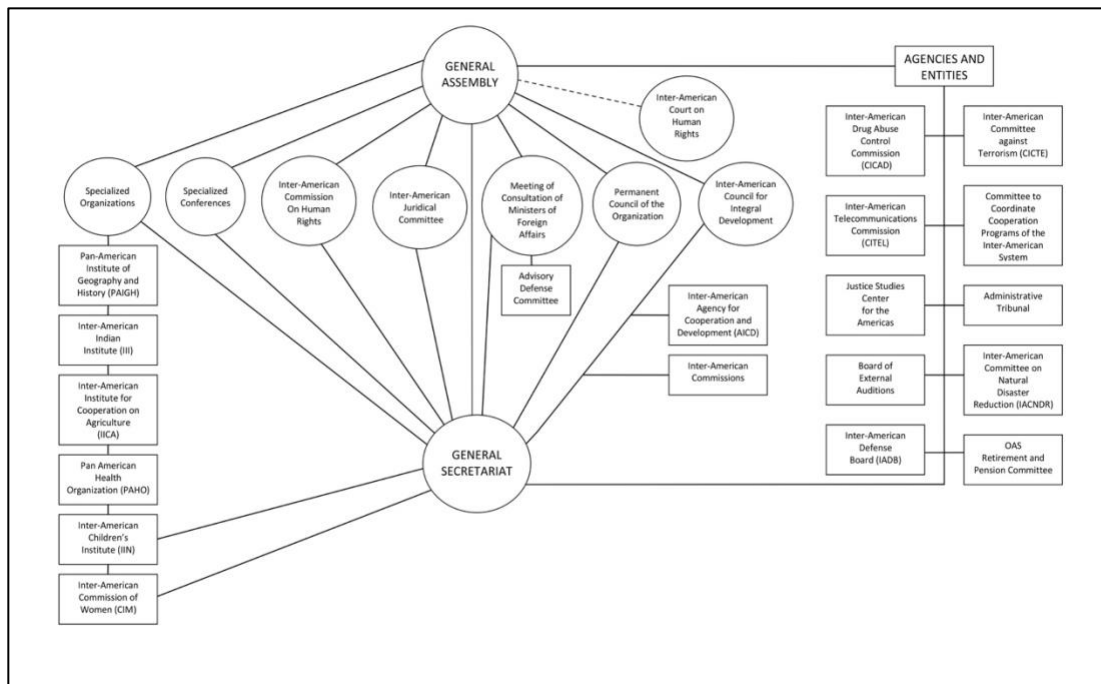 GENERAL
ASSEMBLY
AGENCIES AND
ENTITIES
Inter-American
Court on
Human
Rights
Specialized
Organizations
Specialized
Conferences
Inter-American
Commission
On Human
Rights
Inter-American
Juridical
Committee
Meeting of
Consultation of
Ministers of
Foreign
Affairs
Permanent
Council of the
Organization
Inter-American
Council for
Integral
Development
Pan-American
Institute of
Geography and
History (PAIGH)
Inter-American
Indian
Institute (III)
Inter-American
Institute for
Cooperation on
Agriculture
(IICA)
Pan American
Health
Organization (PAHO)
Inter-American
Children's
Institute (IIN)
Inter-American
Commission of
Women (CIM)
Advisory
Defense
Committee
Inter-American
Agency for
Cooperation and
Development (AICD)
Inter-American
Commissions
GENERAL
SECRETARIAT
Inter-American
Drug Abuse
Control
Commission
(CICAD)
Inter-American
Committee
against
Terrorism (CICTE)
Inter-American
Telecommunications
Commission
(CITEL)
Committee to
Coordinate
Cooperation
Programs of the
Inter-American
System
Justice Studies
Center
for the
Americas
Administrative
Tribunal
Board of
External
Auditions
Inter-American
Committee on
Natural
Disaster
Reduction (IACNDR)
Inter-American
Defense
Board (IADB)
OAS
Retirement and
Pension Committee